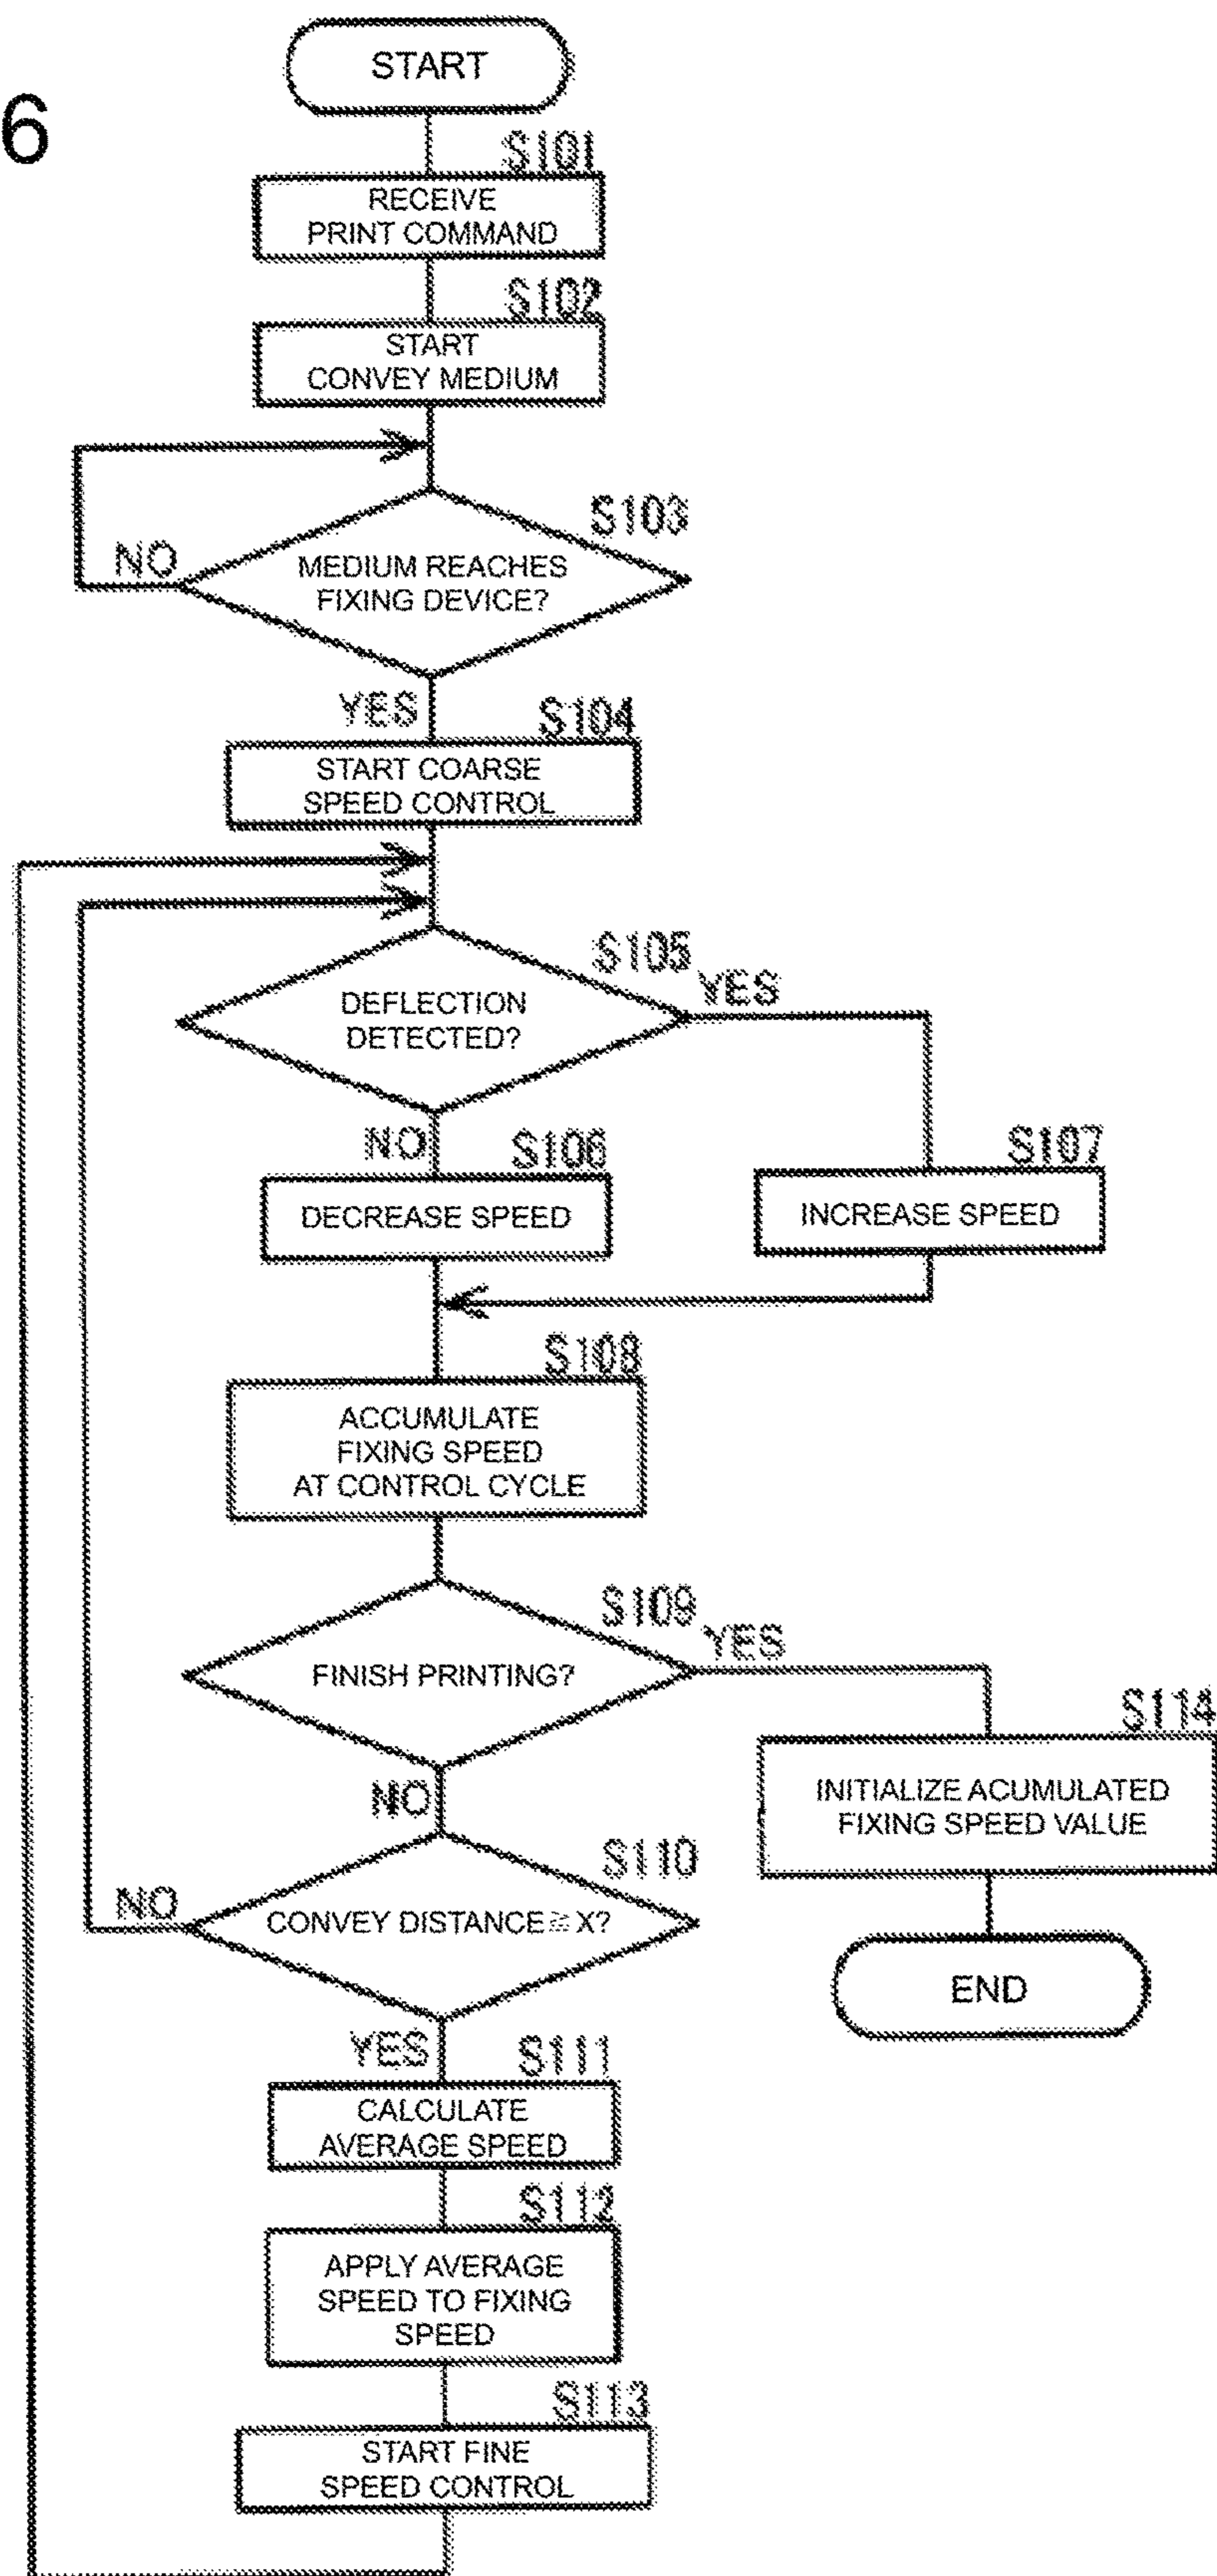 6
START
S101
RECEIVE
PRINT COMMAND
S102
START
CONVEY MEDIUM
S103
NO
MEDIUM REACHES
FIXING DEVICE?
YES
S104
START COARSE
SPEED CONTROL
S105
YES
DEFLECTION
DETECTED?
NO
S106
S107
DECREASE SPEED
INCREASE SPEED
S108
ACCUMULATE
FIXING SPEED
AT CONTROL CYCLE
S109
YES
FINISH PRINTING?
S114
NO
INITIALIZE ACUMULATED
FIXING SPEED VALUE
S110
NO
CONVEY DISTANCE≧X?
END
YES
S111
CALCULATE
AVERAGE SPEED
S112
APPLY AVERAGE
SPEED TO FIXING
SPEED
S113
START FINE
SPEED CONTROL